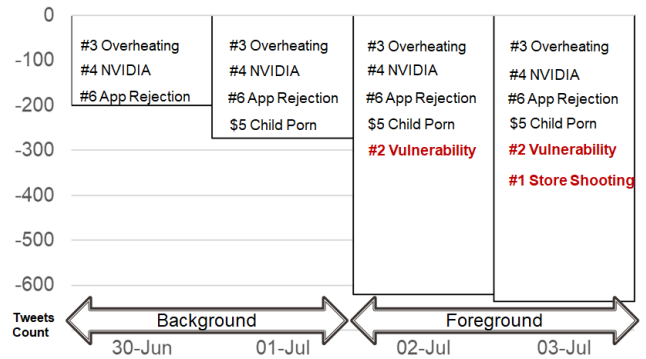 0
-100
-200
-300
-400
-500
-600
#3 Overheating
#4 NVIDIA
#6 App Rejection
#3 Overheating
#4 NVIDIA
#6 App Rejection
$5 Child Porn
#3 Overheating
#4 NVIDIA
#6 App Rejection
$5 Child Porn
#2 Vulnerability
#3 Overheating
#4 NVIDIA
#6 App Rejection
$5 Child Porn
#2 Vulnerability
#1 Store Shooting
Tweets
Count
Background
Foreground
30-Jun
01-Jul
02-Jul
03-Jul